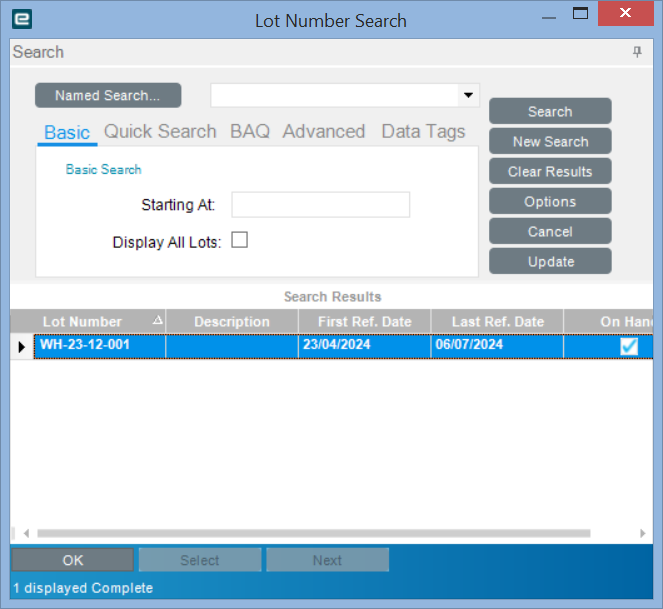 Lot Number Search
Search
Named Search...
Basic Quick Search BAQ Advanced Data Tags
Basic Search
Starting At:
Display All Lots:
Search
New Search
Clear Results
Options
Cancel
Update
Search Results
Lot Number Description First Ref. Date Last Ref. Date On Han
WH-23-12-001 23/04/2024 06/07/2024
OK Select Next
1 displayed Complete